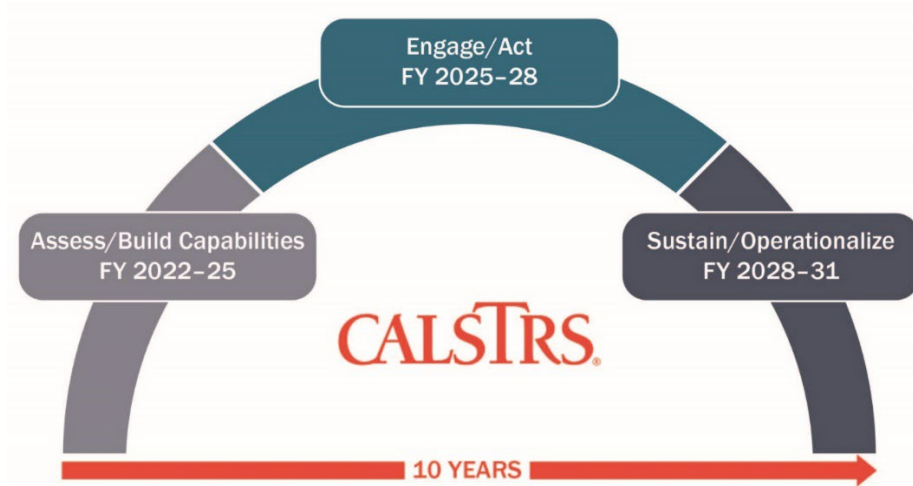 Engage/Act
FY 2025–28
Assess/Build Capabilities
FY 2022–25
Sustain/Operationalize
FY 2028–31
CALSTRS®
10 YEARS